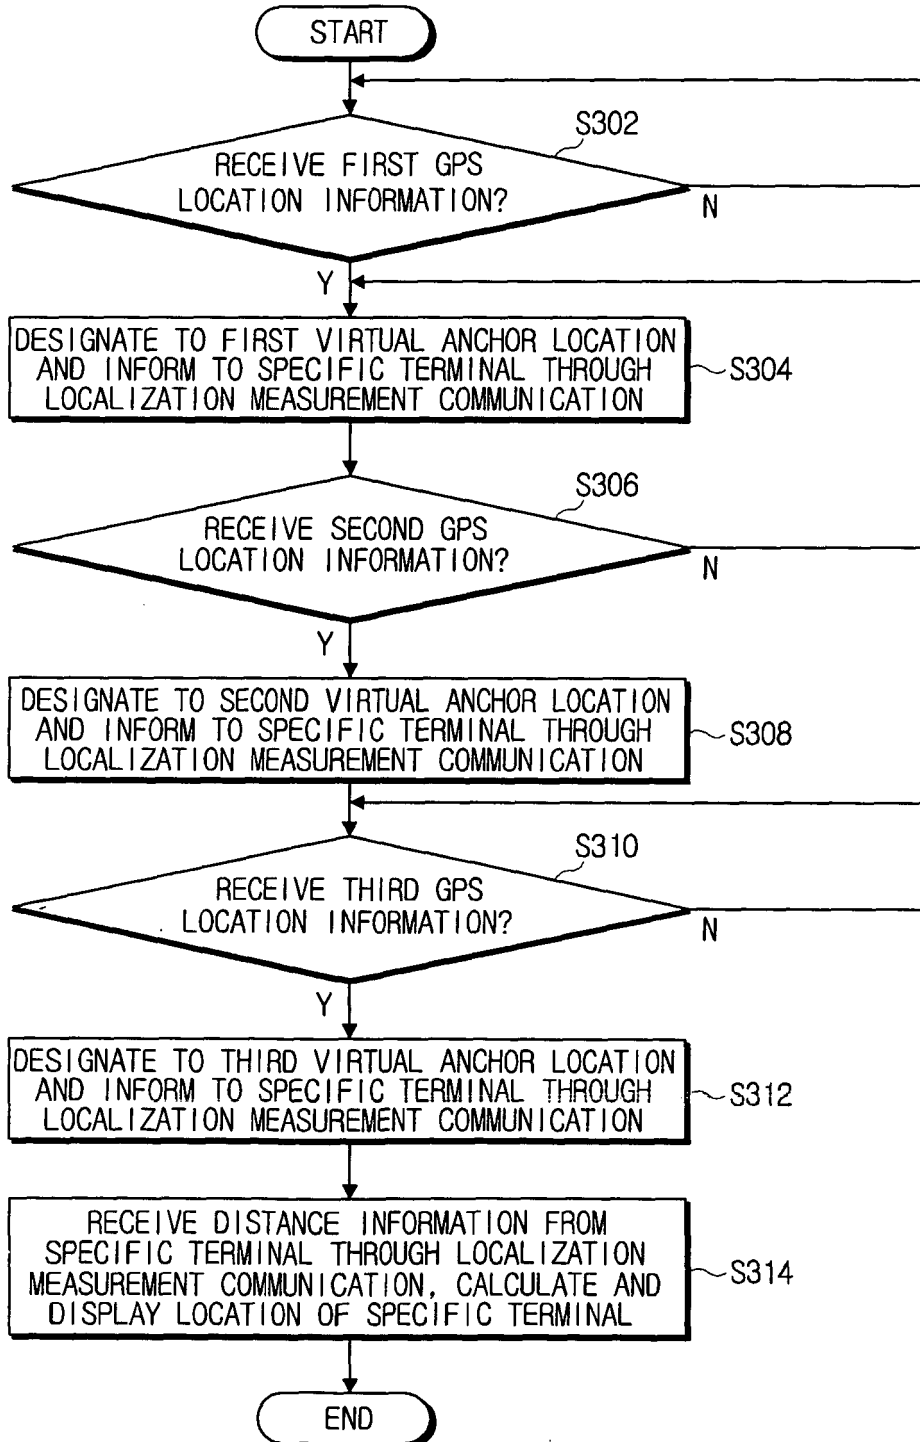 START
S302
RECEIVE FIRST GPS
LOCATION INFORMATION?
N
Y
DESIGNATE TO FIRST VIRTUAL ANCHOR LOCATION
AND INFORM TO SPECIFIC TERMINAL THROUGH
LOCALIZATION MEASUREMENT COMMUNICATION
S304
S306
RECEIVE SECOND GPS
LOCATION INFORMATION?
N
Y
DESIGNATE TO SECOND VIRTUAL ANCHOR LOCATION
AND INFORM TO SPECIFIC TERMINAL THROUGH
LOCALIZATION MEASUREMENT COMMUNICATION
S308
S310
RECEIVE THIRD GPS
LOCATION INFORMATION?
N
Y
DESIGNATE TO THIRD VIRTUAL ANCHOR LOCATION
AND INFORM TO SPECIFIC TERMINAL THROUGH
LOCALIZATION MEASUREMENT COMMUNICATION
S312
RECEIVE DISTANCE INFORMATION FROM
SPECIFIC TERMINAL THROUGH LOCALIZATION
MEASUREMENT COMMUNICATION, CALCULATE AND
DISPLAY LOCATION OF SPECIFIC TERMINAL
S314
END